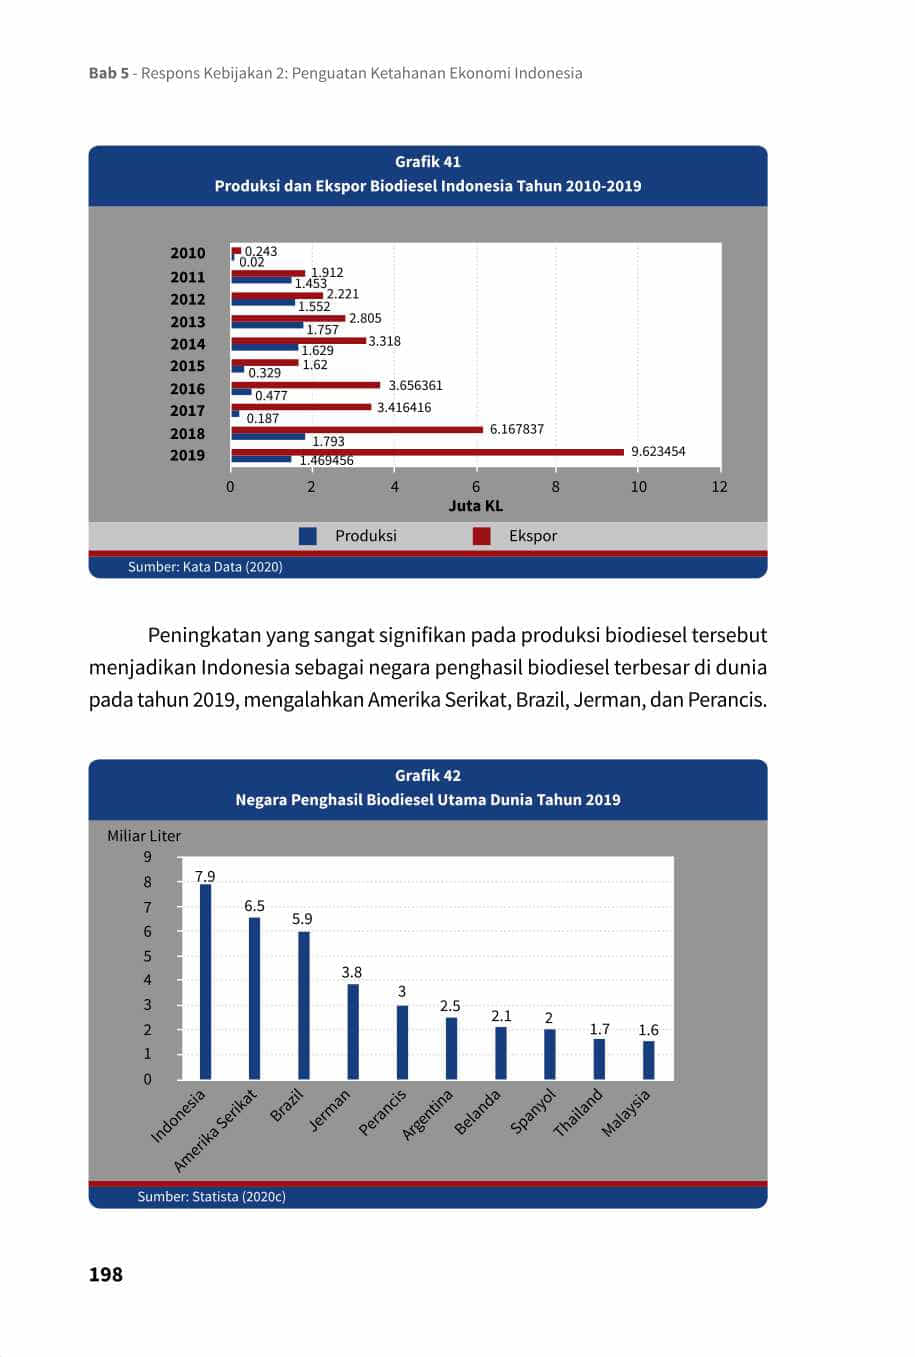 Bab 5 - Respons Kebijakan 2: Penguatan Ketahanan Ekonomi Indonesia
Grafik 41
Produksi dan Ekspor Biodiesel Indonesia Tahun 2010-2019
2010
0.243
0.02
2011
1.912
1.453
2012
2.221
1.552
2013
2.805
1.757
2014
3.318
1.629
2015
1.62
0.329
2016
3.656361
0.477
2017
3.416416
0.187
2018
6.167837
1.793
2019
9.623454
1.469456
0 2 4 6 8 10 12
Juta KL
Produksi Ekspor
Sumber: Kata Data (2020)
Peningkatan yang sangat signifikan pada produksi biodiesel tersebut
menjadikan Indonesia sebagai negara penghasil biodiesel terbesar di dunia
pada tahun 2019, mengalahkan Amerika Serikat, Brazil, Jerman, dan Perancis.
Grafik 42
Negara Penghasil Biodiesel Utama Dunia Tahun 2019
Miliar Liter
9
8
7
6
5
4
3
2
1
0
7.9
6.5
5.9
3.8
3
2.5
2.1
2
1.7
1.6
Indonesia
Amerika Serikat
Brazil
Jerman
Perancis
Argentina
Belanda
Spanyol
Thailand
Malaysia
Sumber: Statista (2020c)
198